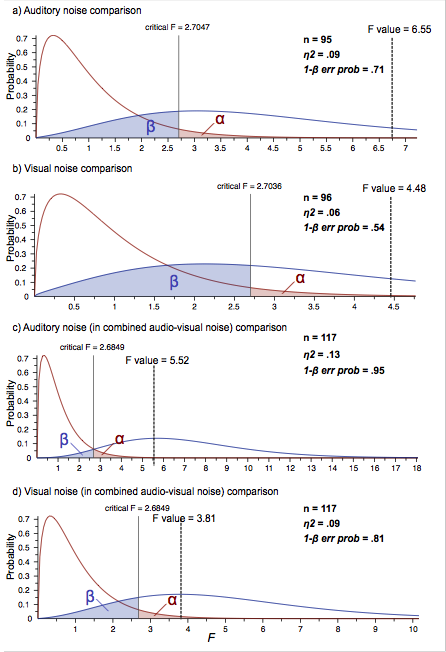 a) Auditory noise comparison
critical F = 2.7047
F value = 6.55
n = 95
η2 = .09
1-β err prob = .71
Probability
0.7
0.6
0.5
0.4
0.3
0.2
0.1
0
β
α
0.5 1 1.5 2 2.5 3 3.5 4 4.5 5 5.5 6 6.5 7
b) Visual noise comparison
critical F = 2.7036
F value = 4.48
n = 96
η2 = .06
1-β err prob = .54
Probability
0.7
0.6
0.5
0.4
0.3
0.2
0.1
0
β
α
0.5 1 1.5 2 2.5 3 3.5 4 4.5
c) Auditory noise (in combined audio-visual noise) comparison
critical F = 2.6849
F value = 5.52
n = 117
η2 = .13
1-β err prob = .95
Probability
0.7
0.6
0.5
0.4
0.3
0.2
0.1
0
β
α
1 2 3 4 5 6 7 8 9 10 11 12 13 14 15 16 17 18
d) Visual noise (in combined audio-visual noise) comparison
critical F = 2.6849
F value = 3.81
n = 117
η2 = .09
1-β err prob = .81
Probability
0.7
0.6
0.5
0.4
0.3
0.2
0.1
0
β
α
1 2 3 4 5 6 7 8 9 10
F